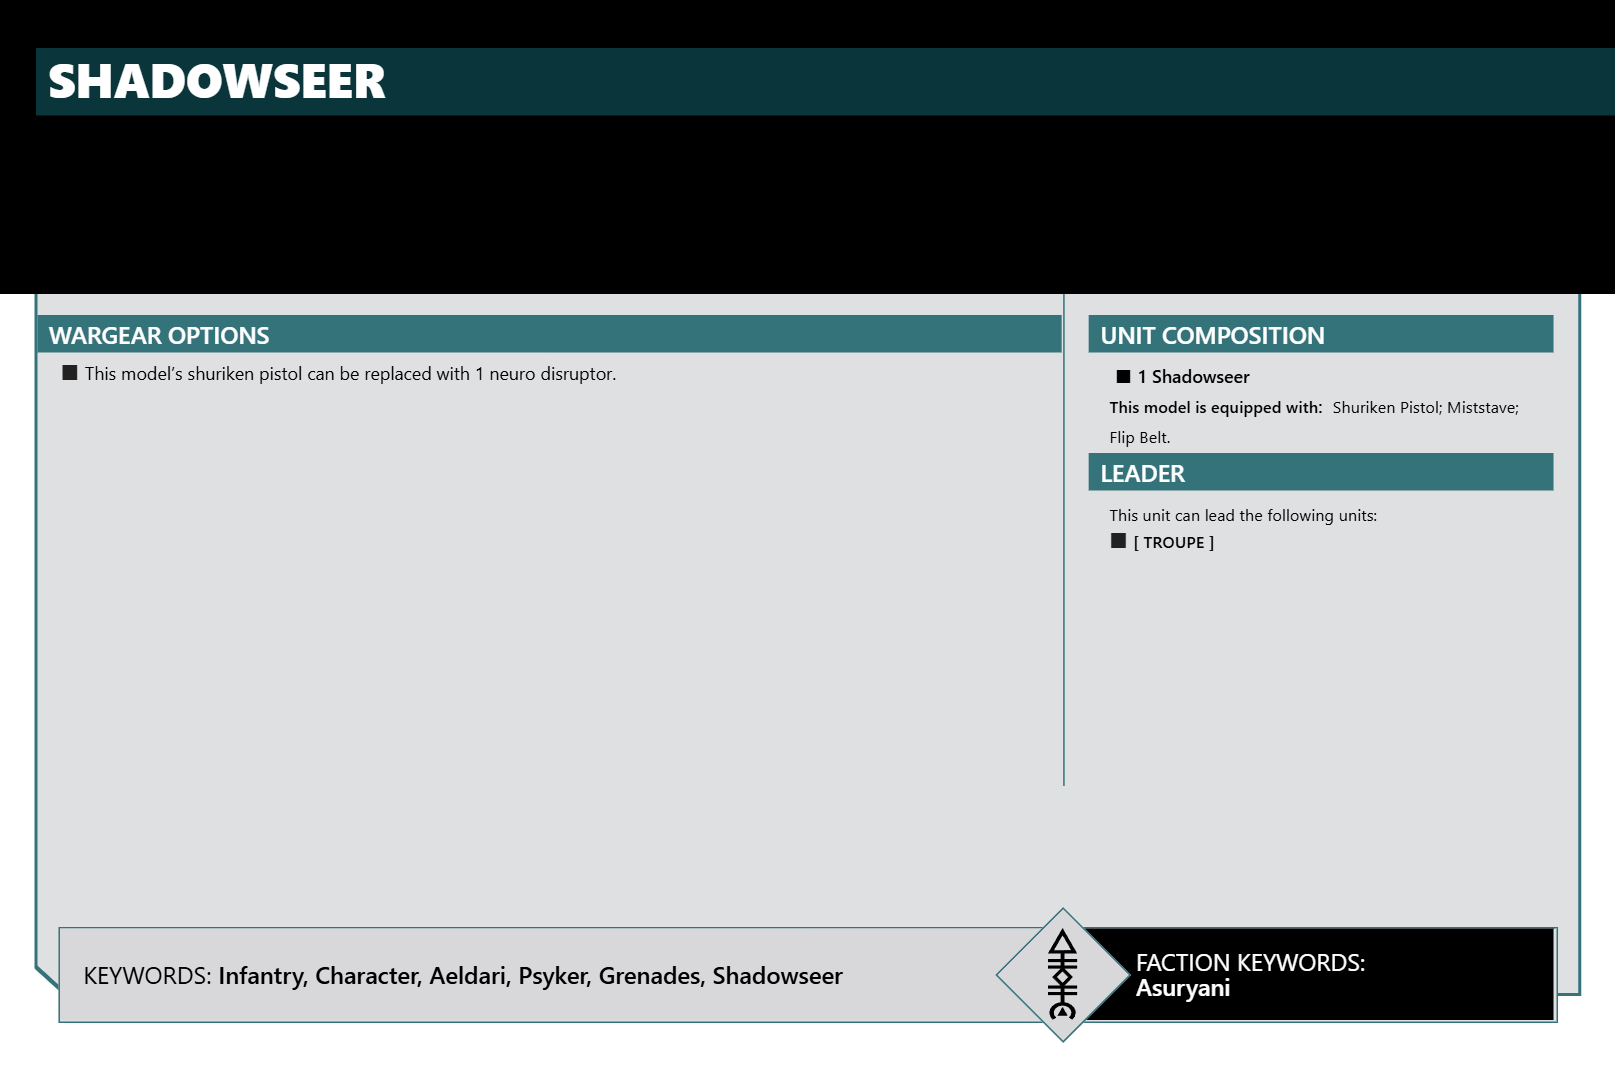 SHADOWSEER
WARGEAR OPTIONS
■ This model’s shuriken pistol can be replaced with 1 neuro disruptor.
UNIT COMPOSITION
■ 1 Shadowseer
This model is equipped with: Shuriken Pistol; Miststave;
Flip Belt.
LEADER
This unit can lead the following units:
■ [ TROUPE ]
KEYWORDS: Infantry, Character, Aeldari, Psyker, Grenades, Shadowseer
FACTION KEYWORDS:
Asuryani